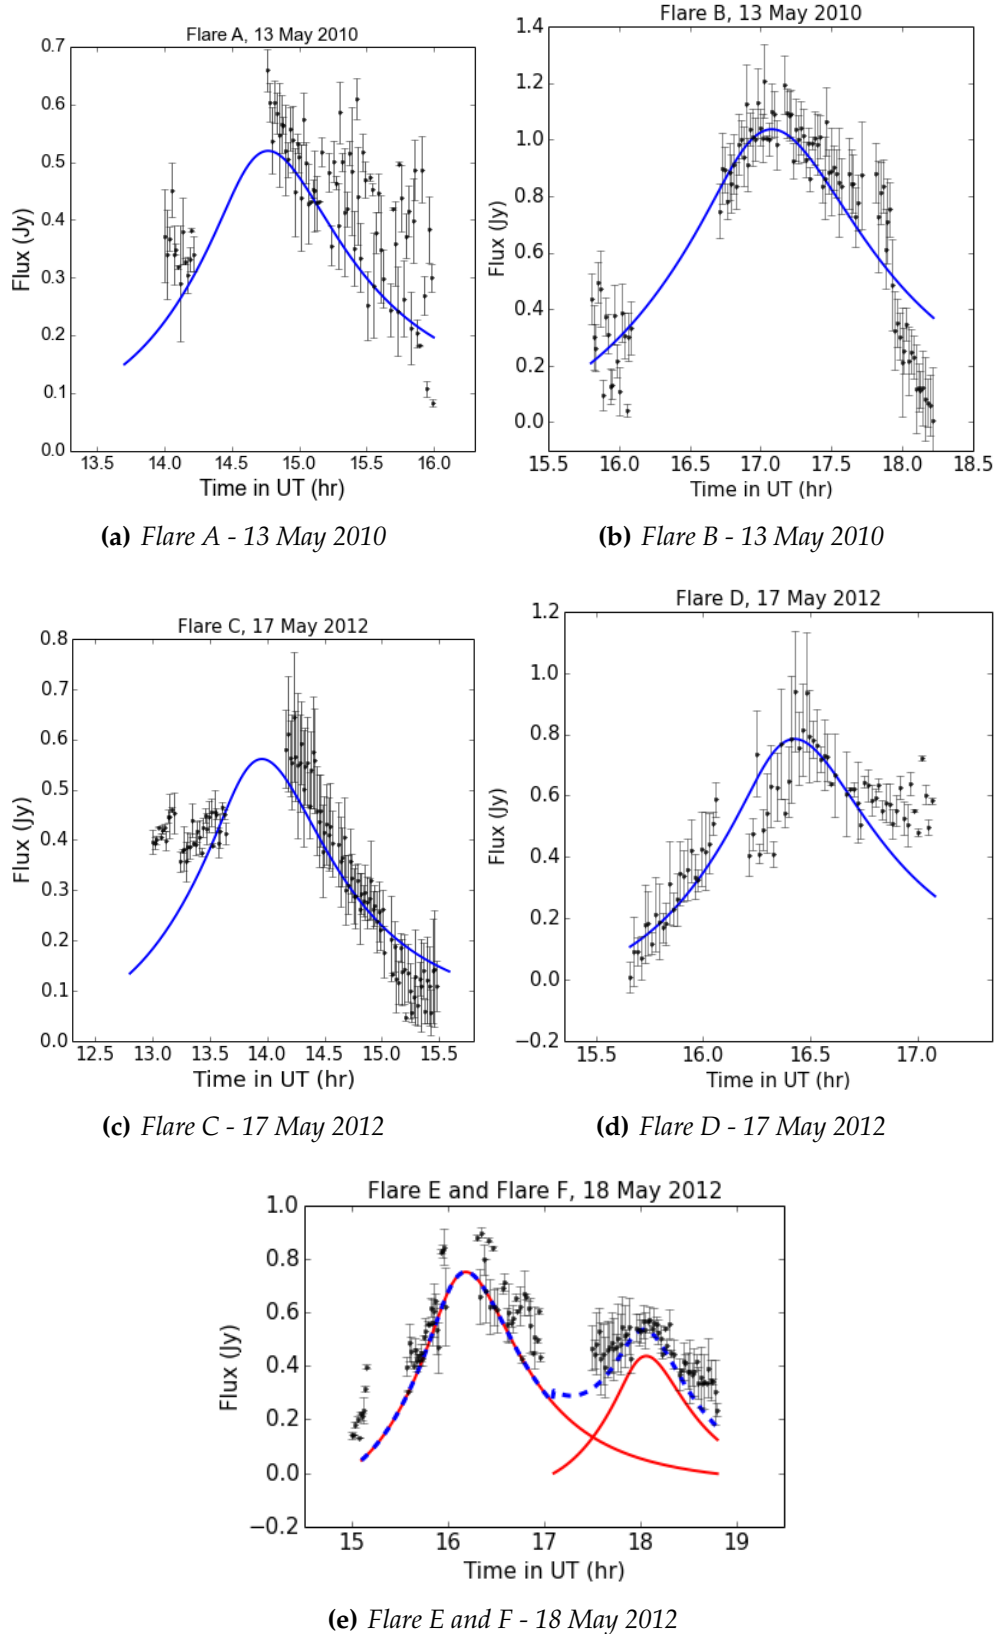 Flare A, 13 May 2010
0.7
0.6
0.5
0.4
0.3
0.2
0.1
0.0
Flux (Jy)
13.5 14.0 14.5 15.0 15.5 16.0
Time in UT (hr)
(a) Flare A - 13 May 2010
Flare B, 13 May 2010
1.4
1.2
1.0
0.8
0.6
0.4
0.2
0.0
Flux (Jy)
15.5 16.0 16.5 17.0 17.5 18.0 18.5
Time in UT (hr)
(b) Flare B - 13 May 2010
Flare C, 17 May 2012
0.8
0.7
0.6
0.5
0.4
0.3
0.2
0.1
0.0
Flux (Jy)
12.5 13.0 13.5 14.0 14.5 15.0 15.5
Time in UT (hr)
(c) Flare C - 17 May 2012
Flare D, 17 May 2012
1.2
1.0
0.8
0.6
0.4
0.2
0.0
−0.2
Flux (Jy)
15.5 16.0 16.5 17.0
Time in UT (hr)
(d) Flare D - 17 May 2012
Flare E and Flare F, 18 May 2012
1.0
0.8
0.6
0.4
0.2
0.0
−0.2
Flux (Jy)
15 16 17 18 19
Time in UT (hr)
(e) Flare E and F - 18 May 2012